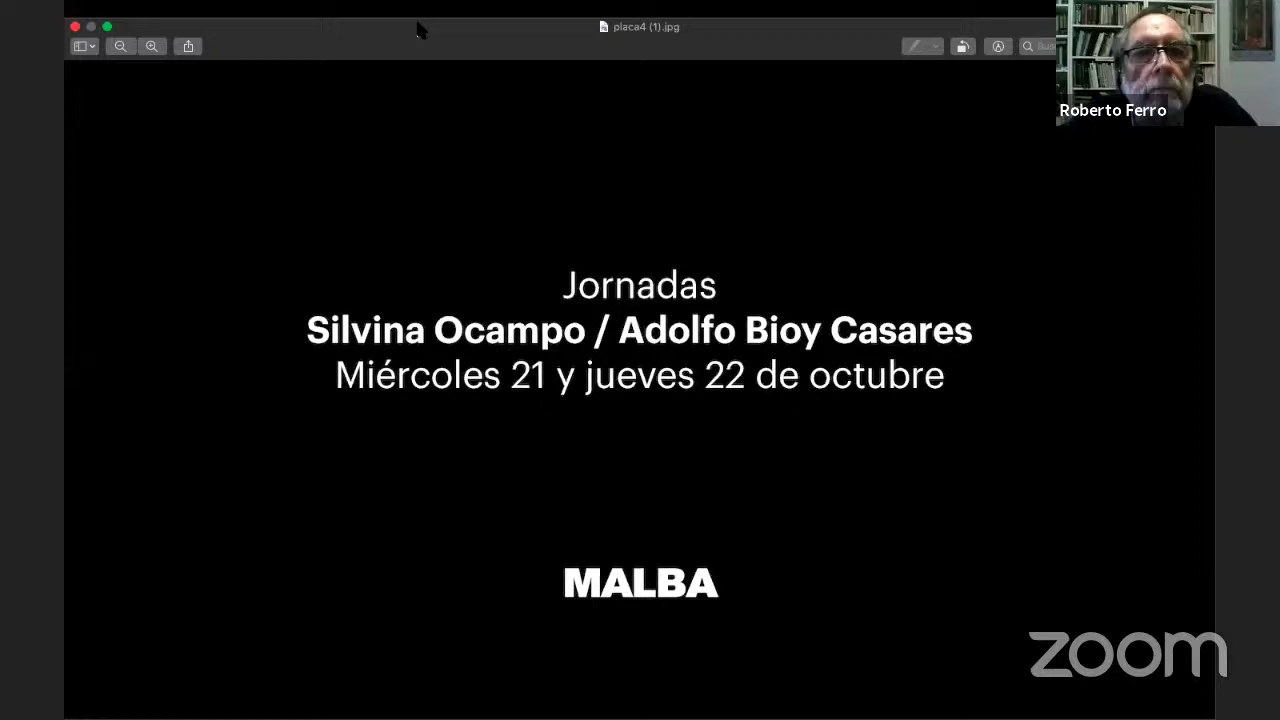 placa4 (1).jpg
Roberto Ferro
Jornadas
Silvina Ocampo / Adolfo Bioy Casares
Miércoles 21 y jueves 22 de octubre
MALBA
zoom